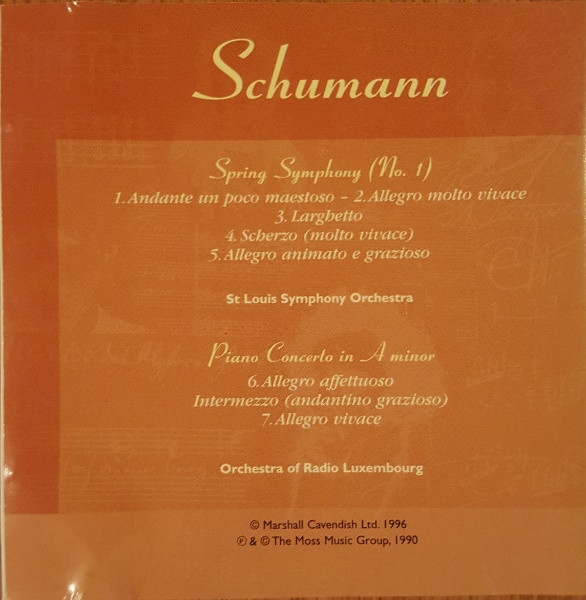 Schumann
Spring Symphony (No. 1)
1. Andante un poco maestoso - 2. Allegro molto vivace
3. Larghetto
4. Scherzo (molto vivace)
5. Allegro animato e grazioso
St Louis Symphony Orchestra
Piano Concerto in A minor
6. Allegro affettuoso
Intermezzo (andantino grazioso)
7. Allegro vivace
Orchestra of Radio Luxembourg
© Marshall Cavendish Ltd. 1996
℗ & © The Moss Music Group, 1990